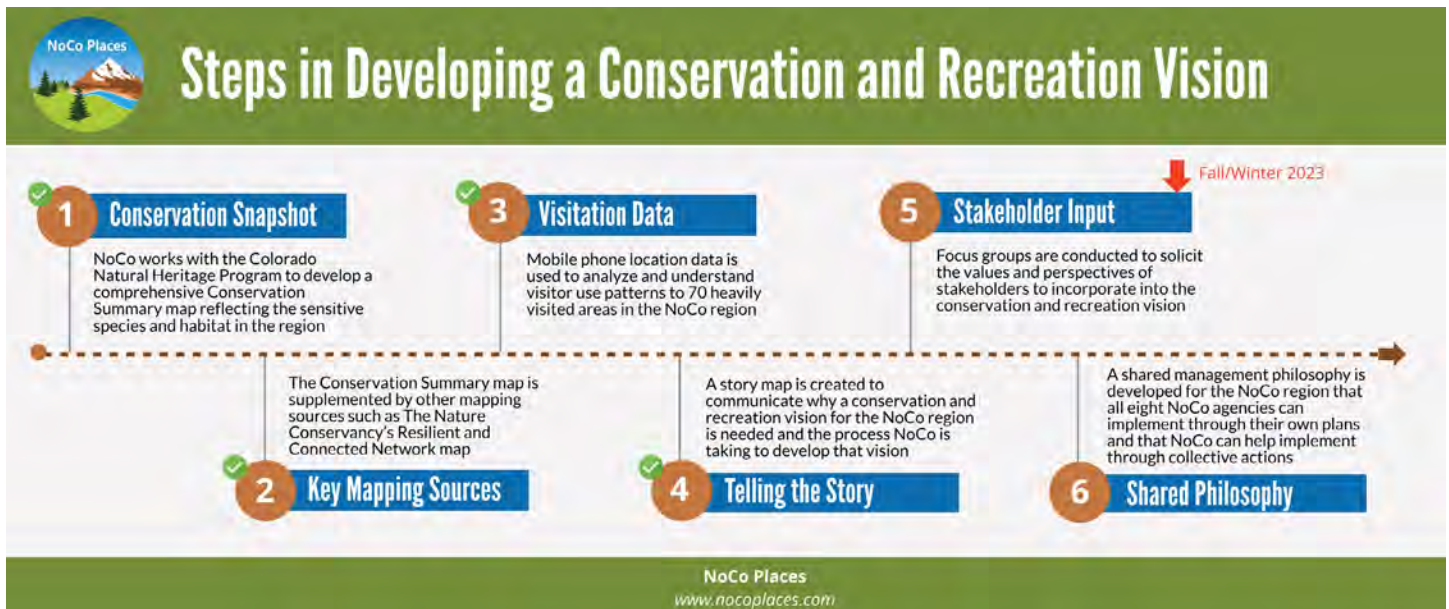 NoCo Places
Steps in Developing a Conservation and Recreation Vision
1
Conservation Snapshot
NoCo works with the Colorado
Natural Heritage Program to develop a
comprehensive Conservation
Summary map reflecting the sensitive
species and habitat in the region
The Conservation Summary map is
supplemented by other mapping
sources such as The Nature
Conservancy's Resilient and
Connected Network map
2
Key Mapping Sources
3
Visitation Data
Mobile phone location data is
used to analyze and understand
visitor use patterns to 70 heavily
visited areas in the NoCo region
A story map is created to
communicate why a conservation and
recreation vision for the NoCo region
is needed and the process NoCo is
taking to develop that vision
4
Telling the Story
Fall/Winter 2023
5
Stakeholder Input
Focus groups are conducted to solicit
the values and perspectives of
stakeholders to incorporate into the
conservation and recreation vision
A shared management philosophy is
developed for the NoCo region that
all eight NoCo agencies can
implement through their own plans
and that NoCo can help implement
through collective actions
6
Shared Philosophy
NoCo Places
www.nocoplaces.com